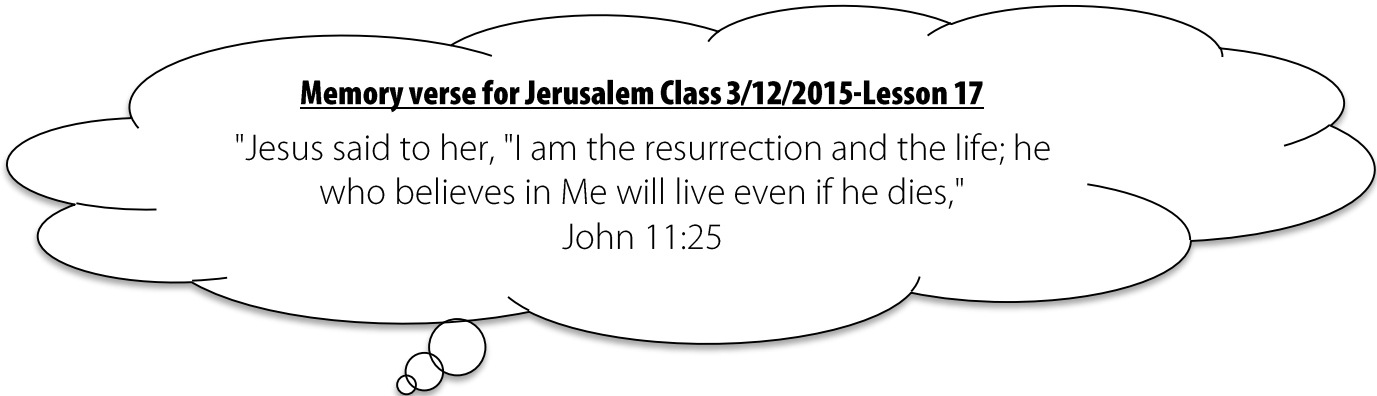 Memory verse for Jerusalem Class 3/12/2015-Lesson 17
"Jesus said to her, "I am the resurrection and the life; he
who believes in Me will live even if he dies,"
John 11:25